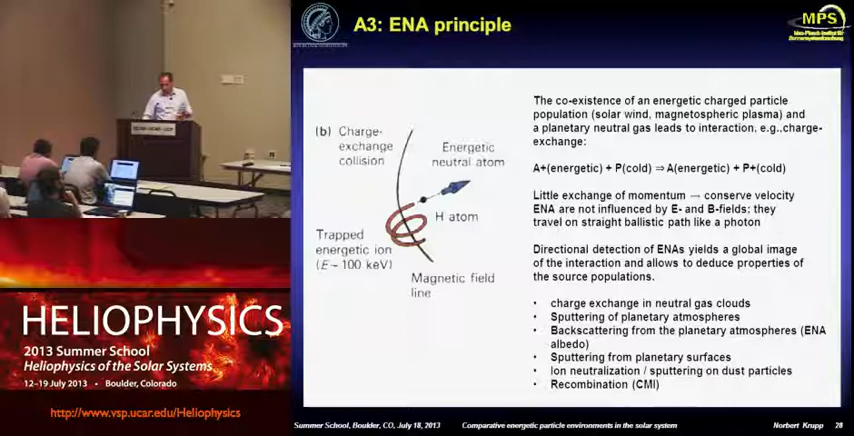 A3: ENA principle
MPS
The co-existence of an energetic charged particle
population (solar wind, magnetospheric plasma) and
a planetary neutral gas leads to interaction, e.g.,charge-
exchange:
A+(energetic) + P(cold) ⇒ A(energetic) + P+(cold)
Little exchange of momentum → conserve velocity
ENA are not influenced by E- and B-fields; they
travel on straight ballistic path like a photon
Directional detection of ENAs yields a global image
of the interaction and allows to deduce properties of
the source populations.
• charge exchange in neutral gas clouds
• Sputtering of planetary atmospheres
• Backscattering from the planetary atmospheres (ENA
albedo)
• Sputtering from planetary surfaces
• Ion neutralization / sputtering on dust particles
• Recombination (CMI)
(b) Charge-
exchange
collision
Energetic
neutral atom
H atom
Trapped
energetic ion
(E~100 keV)
Magnetic field
line
HELIOPHYSICS
2013 Summer School
Heliophysics of the Solar Systems
12–19 July 2013 • Boulder, Colorado
http://www.vsp.ucar.edu/Heliophysics
Summer School, Boulder, CO, July 18, 2013
Comparative energetic particle environments in the solar system
Norbert Krupp 28